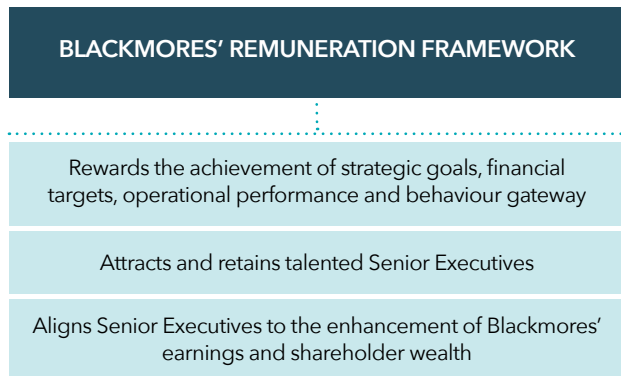 BLACKMORES’ REMUNERATION FRAMEWORK
Rewards the achievement of strategic goals, financial
targets, operational performance and behaviour gateway
Attracts and retains talented Senior Executives
Aligns Senior Executives to the enhancement of Blackmores’
earnings and shareholder wealth